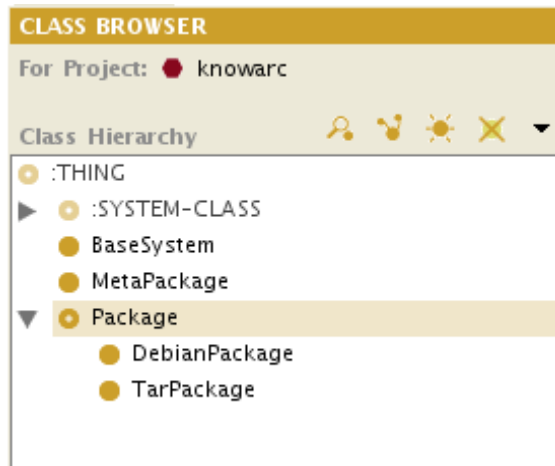 CLASS BROWSER
For Project: knowarc
Class Hierarchy
:THING
:SYSTEM-CLASS
BaseSystem
MetaPackage
Package
DebianPackage
TarPackage